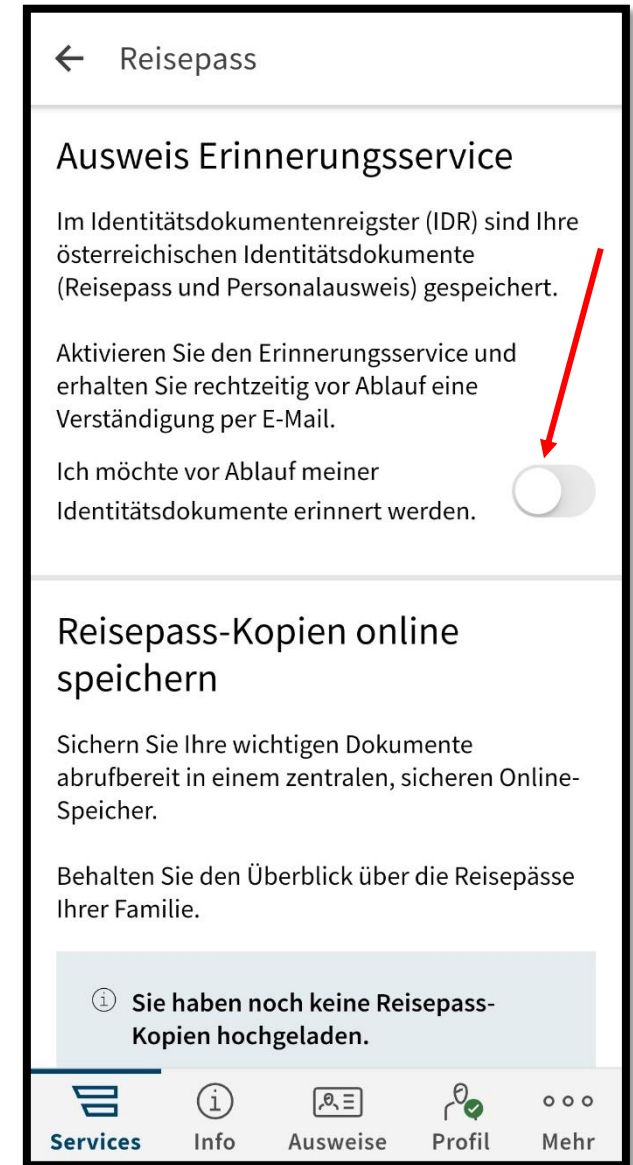 Reisepass
Ausweis Erinnerungsservice
Im Identitätsdokumentenreigster (IDR) sind Ihre
österreichischen Identitätsdokumente
(Reisepass und Personalausweis) gespeichert.
Aktivieren Sie den Erinnerungsservice und
erhalten Sie rechtzeitig vor Ablauf eine
Verständigung per E-Mail.
Ich möchte vor Ablauf meiner
Identitätsdokumente erinnert werden.
Reisepass-Kopien online
speichern
Sichern Sie Ihre wichtigen Dokumente
abrufbereit in einem zentralen, sicheren Online-
Speicher.
Behalten Sie den Überblick über die Reisepässe
Ihrer Familie.
Sie haben noch keine Reisepass-
Kopien hochgeladen.
Services Info Ausweise Profil Mehr